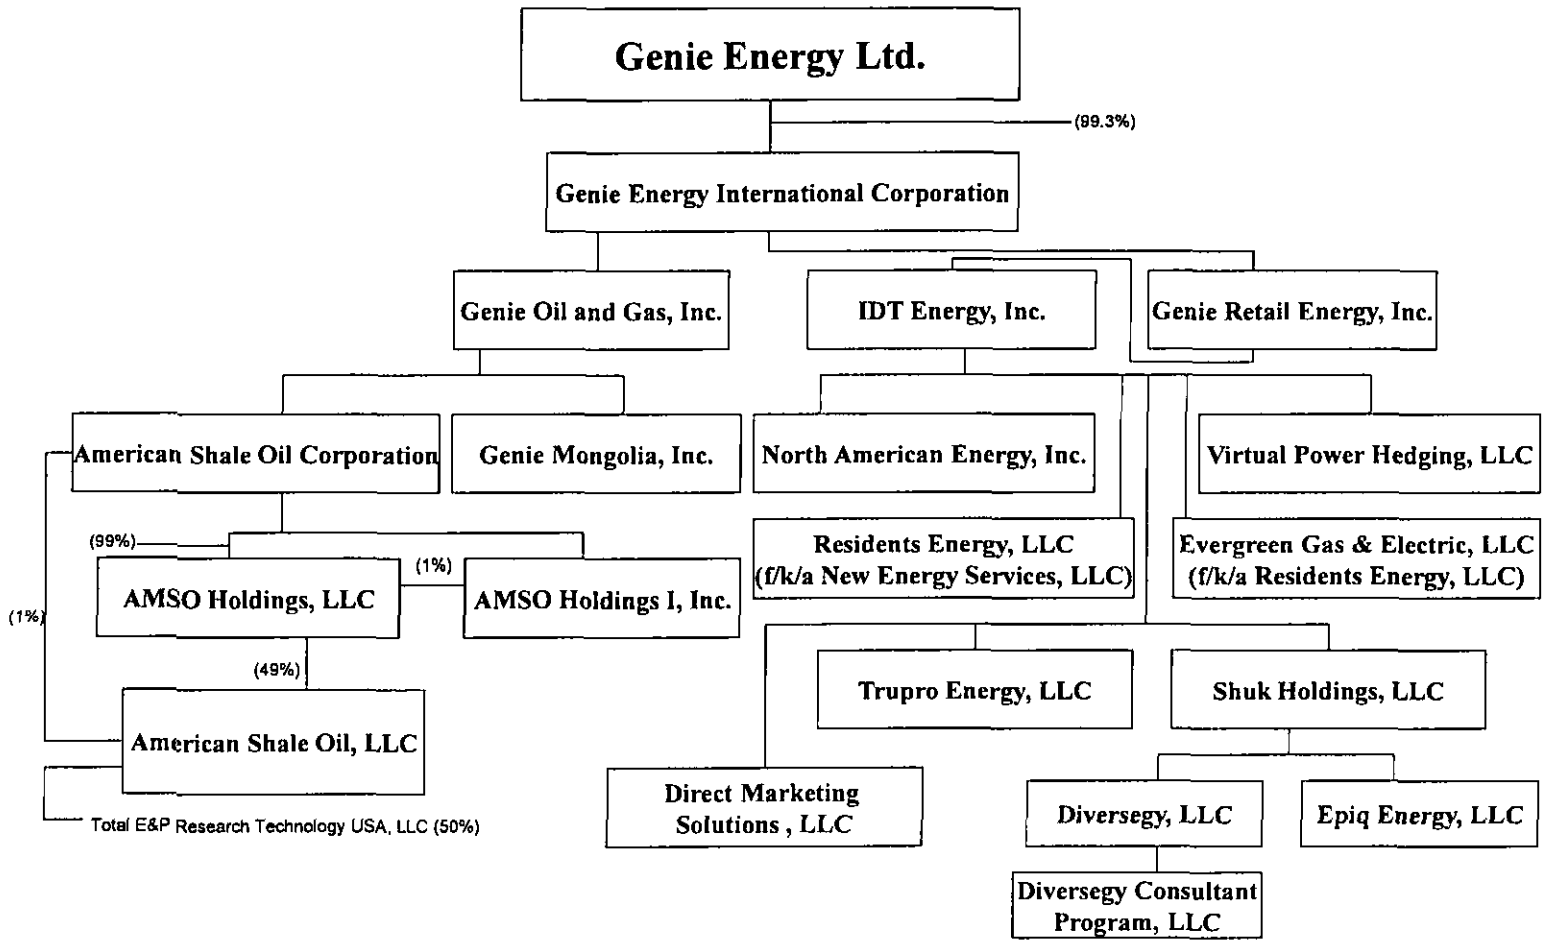 Genie Energy Ltd.
(99.3%)
Genie Energy International Corporation
Genie Oil and Gas, Inc.
IDT Energy, Inc.
Genie Retail Energy, Inc.
American Shale Oil Corporation
Genie Mongolia, Inc.
North American Energy, Inc.
Virtual Power Hedging, LLC
(99%)
(1%)
Residents Energy, LLC
(f/k/a New Energy Services, LLC)
Evergreen Gas & Electric, LLC
(f/k/a Residents Energy, LLC)
AMSO Holdings, LLC
AMSO Holdings I, Inc.
(1%)
(49%)
Trupro Energy, LLC
Shuk Holdings, LLC
American Shale Oil, LLC
Direct Marketing
Solutions , LLC
Diversegy, LLC
Epiq Energy, LLC
Total E&P Research Technology USA, LLC (50%)
Diversegy Consultant
Program, LLC